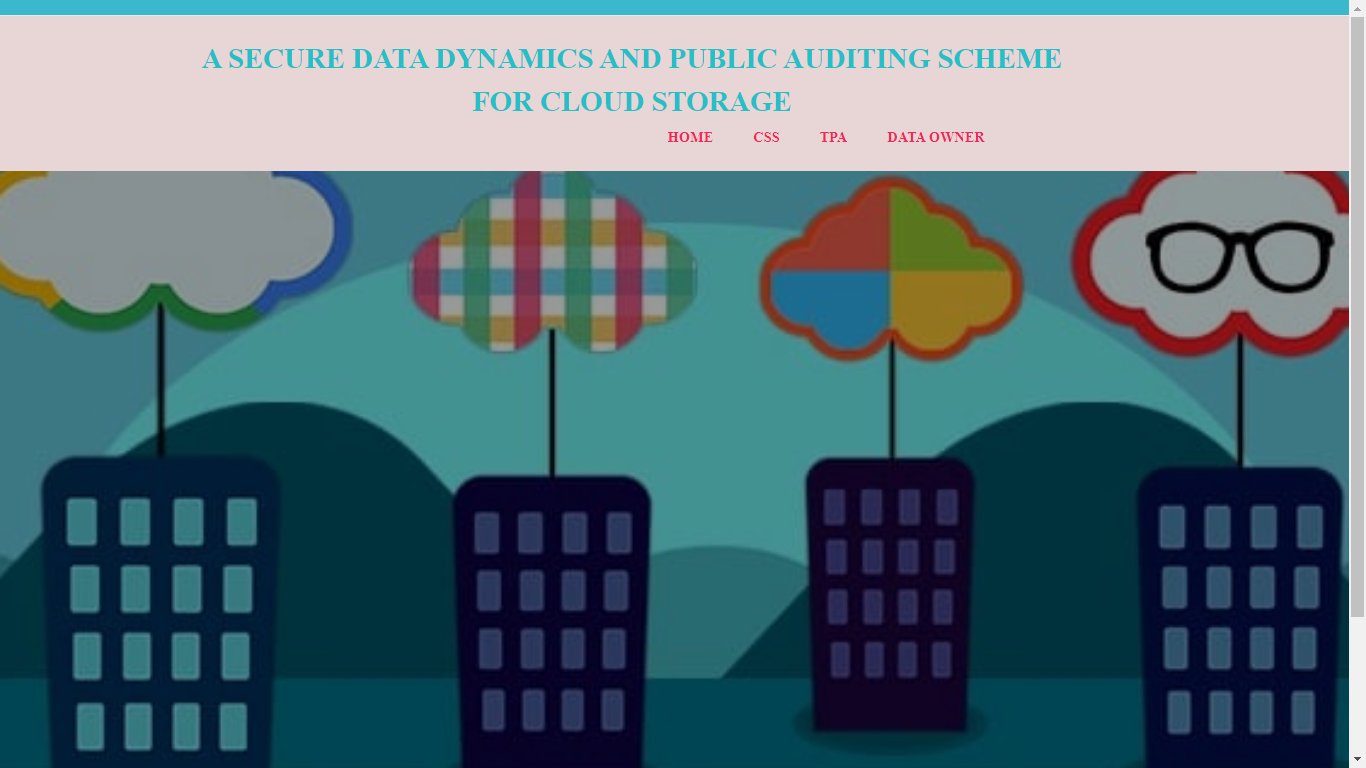 A SECURE DATA DYNAMICS AND PUBLIC AUDITING SCHEME
FOR CLOUD STORAGE
HOME CSS TPA DATA OWNER